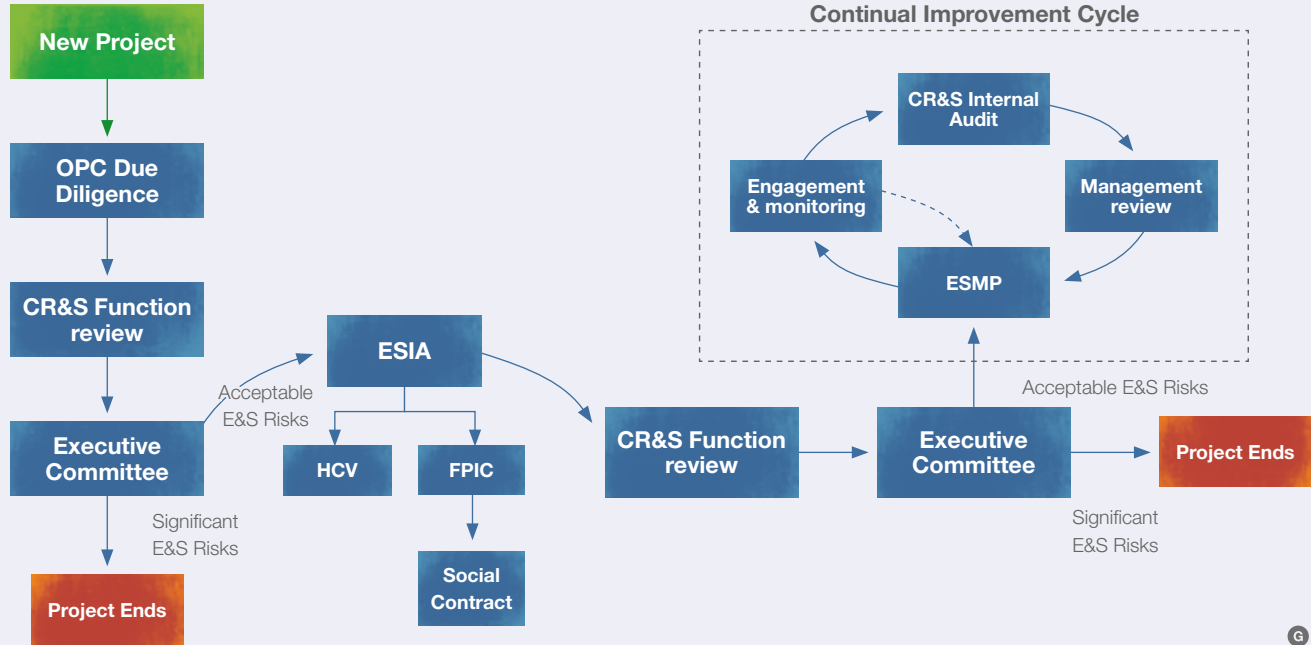 New Project
OPC Due
Diligence
CR&S Function
review
Executive
Committee
Significant
E&S Risks
Project Ends
Acceptable
E&S Risks
ESIA
HCV
FPIC
Social
Contract
CR&S Function
review
Executive
Committee
Significant
E&S Risks
Project Ends
Acceptable E&S Risks
Continual Improvement Cycle
CR&S Internal
Audit
Management
review
ESMP
Engagement
& monitoring
G